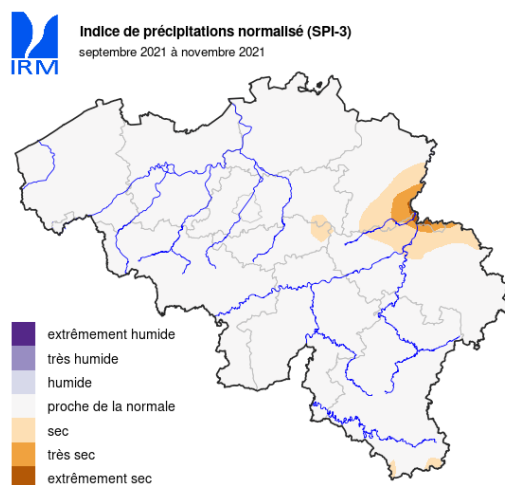 Indice de précipitations normalisé (SPI-3)
septembre 2021 à novembre 2021
IRM
extrêmement humide
très humide
humide
proche de la normale
sec
très sec
extrêmement sec